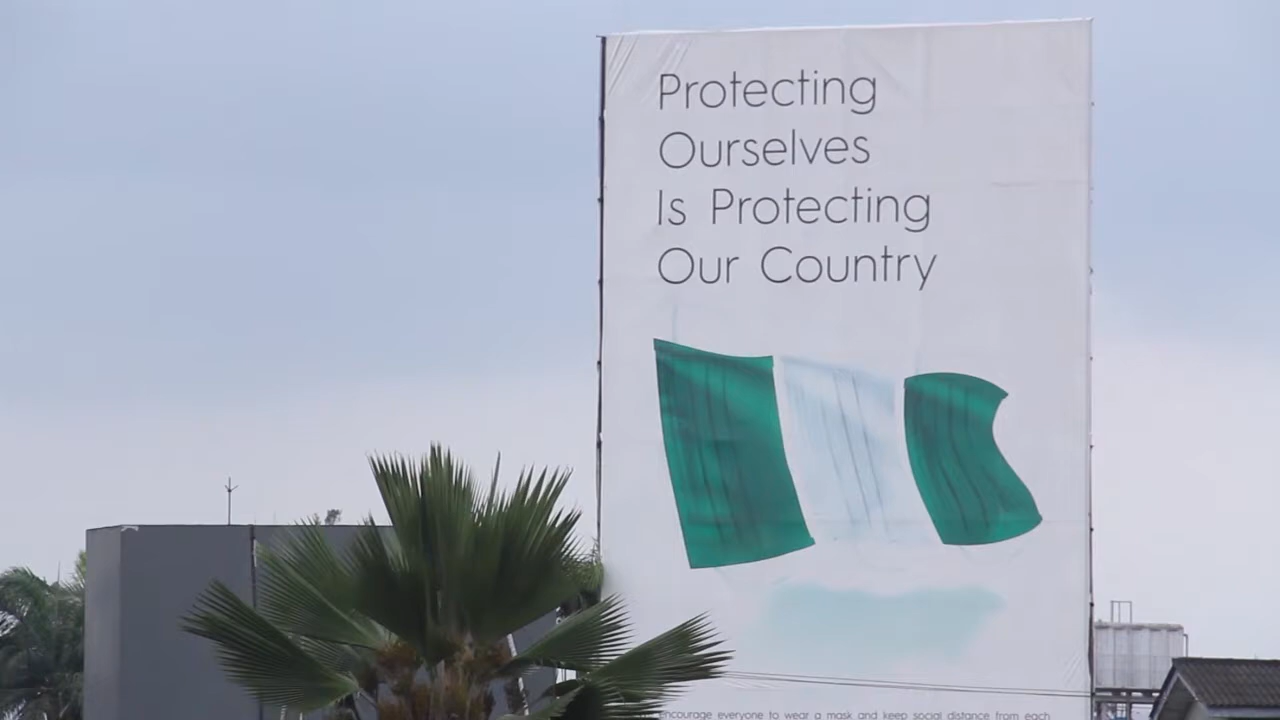 Protecting
Ourselves
Is Protecting
Our Country
encourage everyone to wear a mask and keep social distance from each